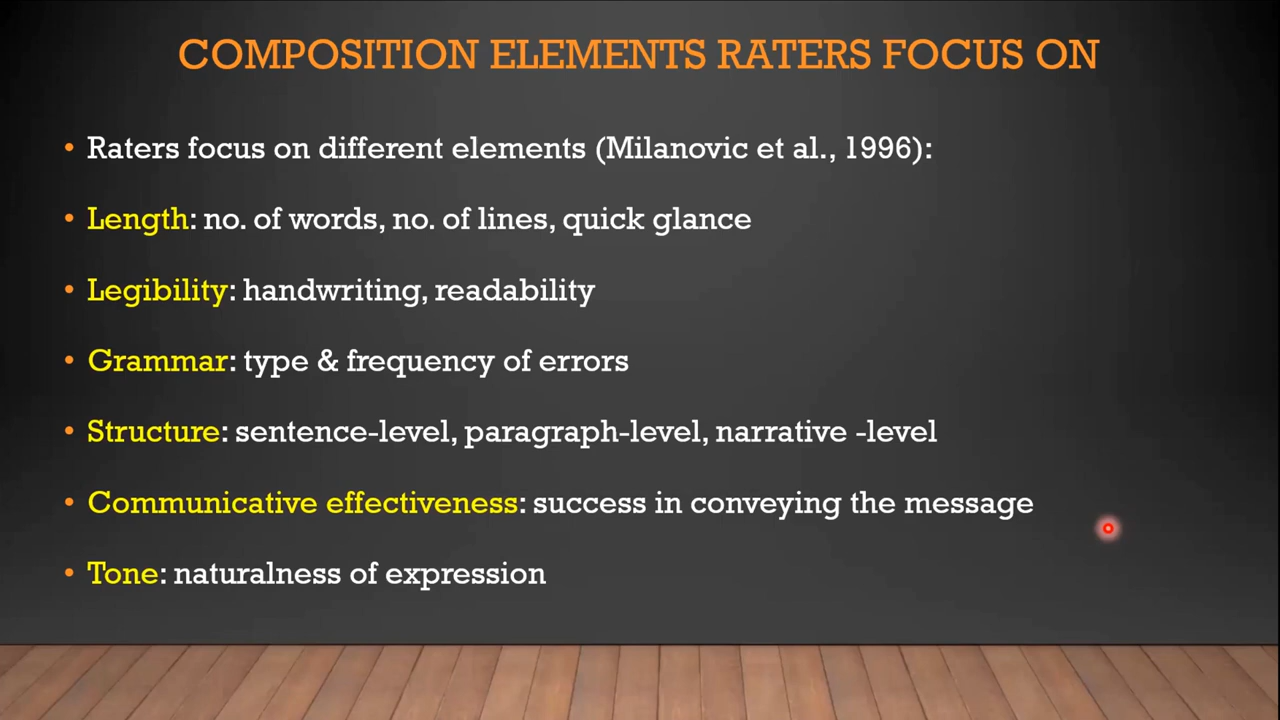 COMPOSITION ELEMENTS RATERS FOCUS ON
• Raters focus on different elements (Milanovic et al., 1996):
• Length: no. of words, no. of lines, quick glance
• Legibility: handwriting, readability
• Grammar: type & frequency of errors
• Structure: sentence-level, paragraph-level, narrative -level
• Communicative effectiveness: success in conveying the message
• Tone: naturalness of expression